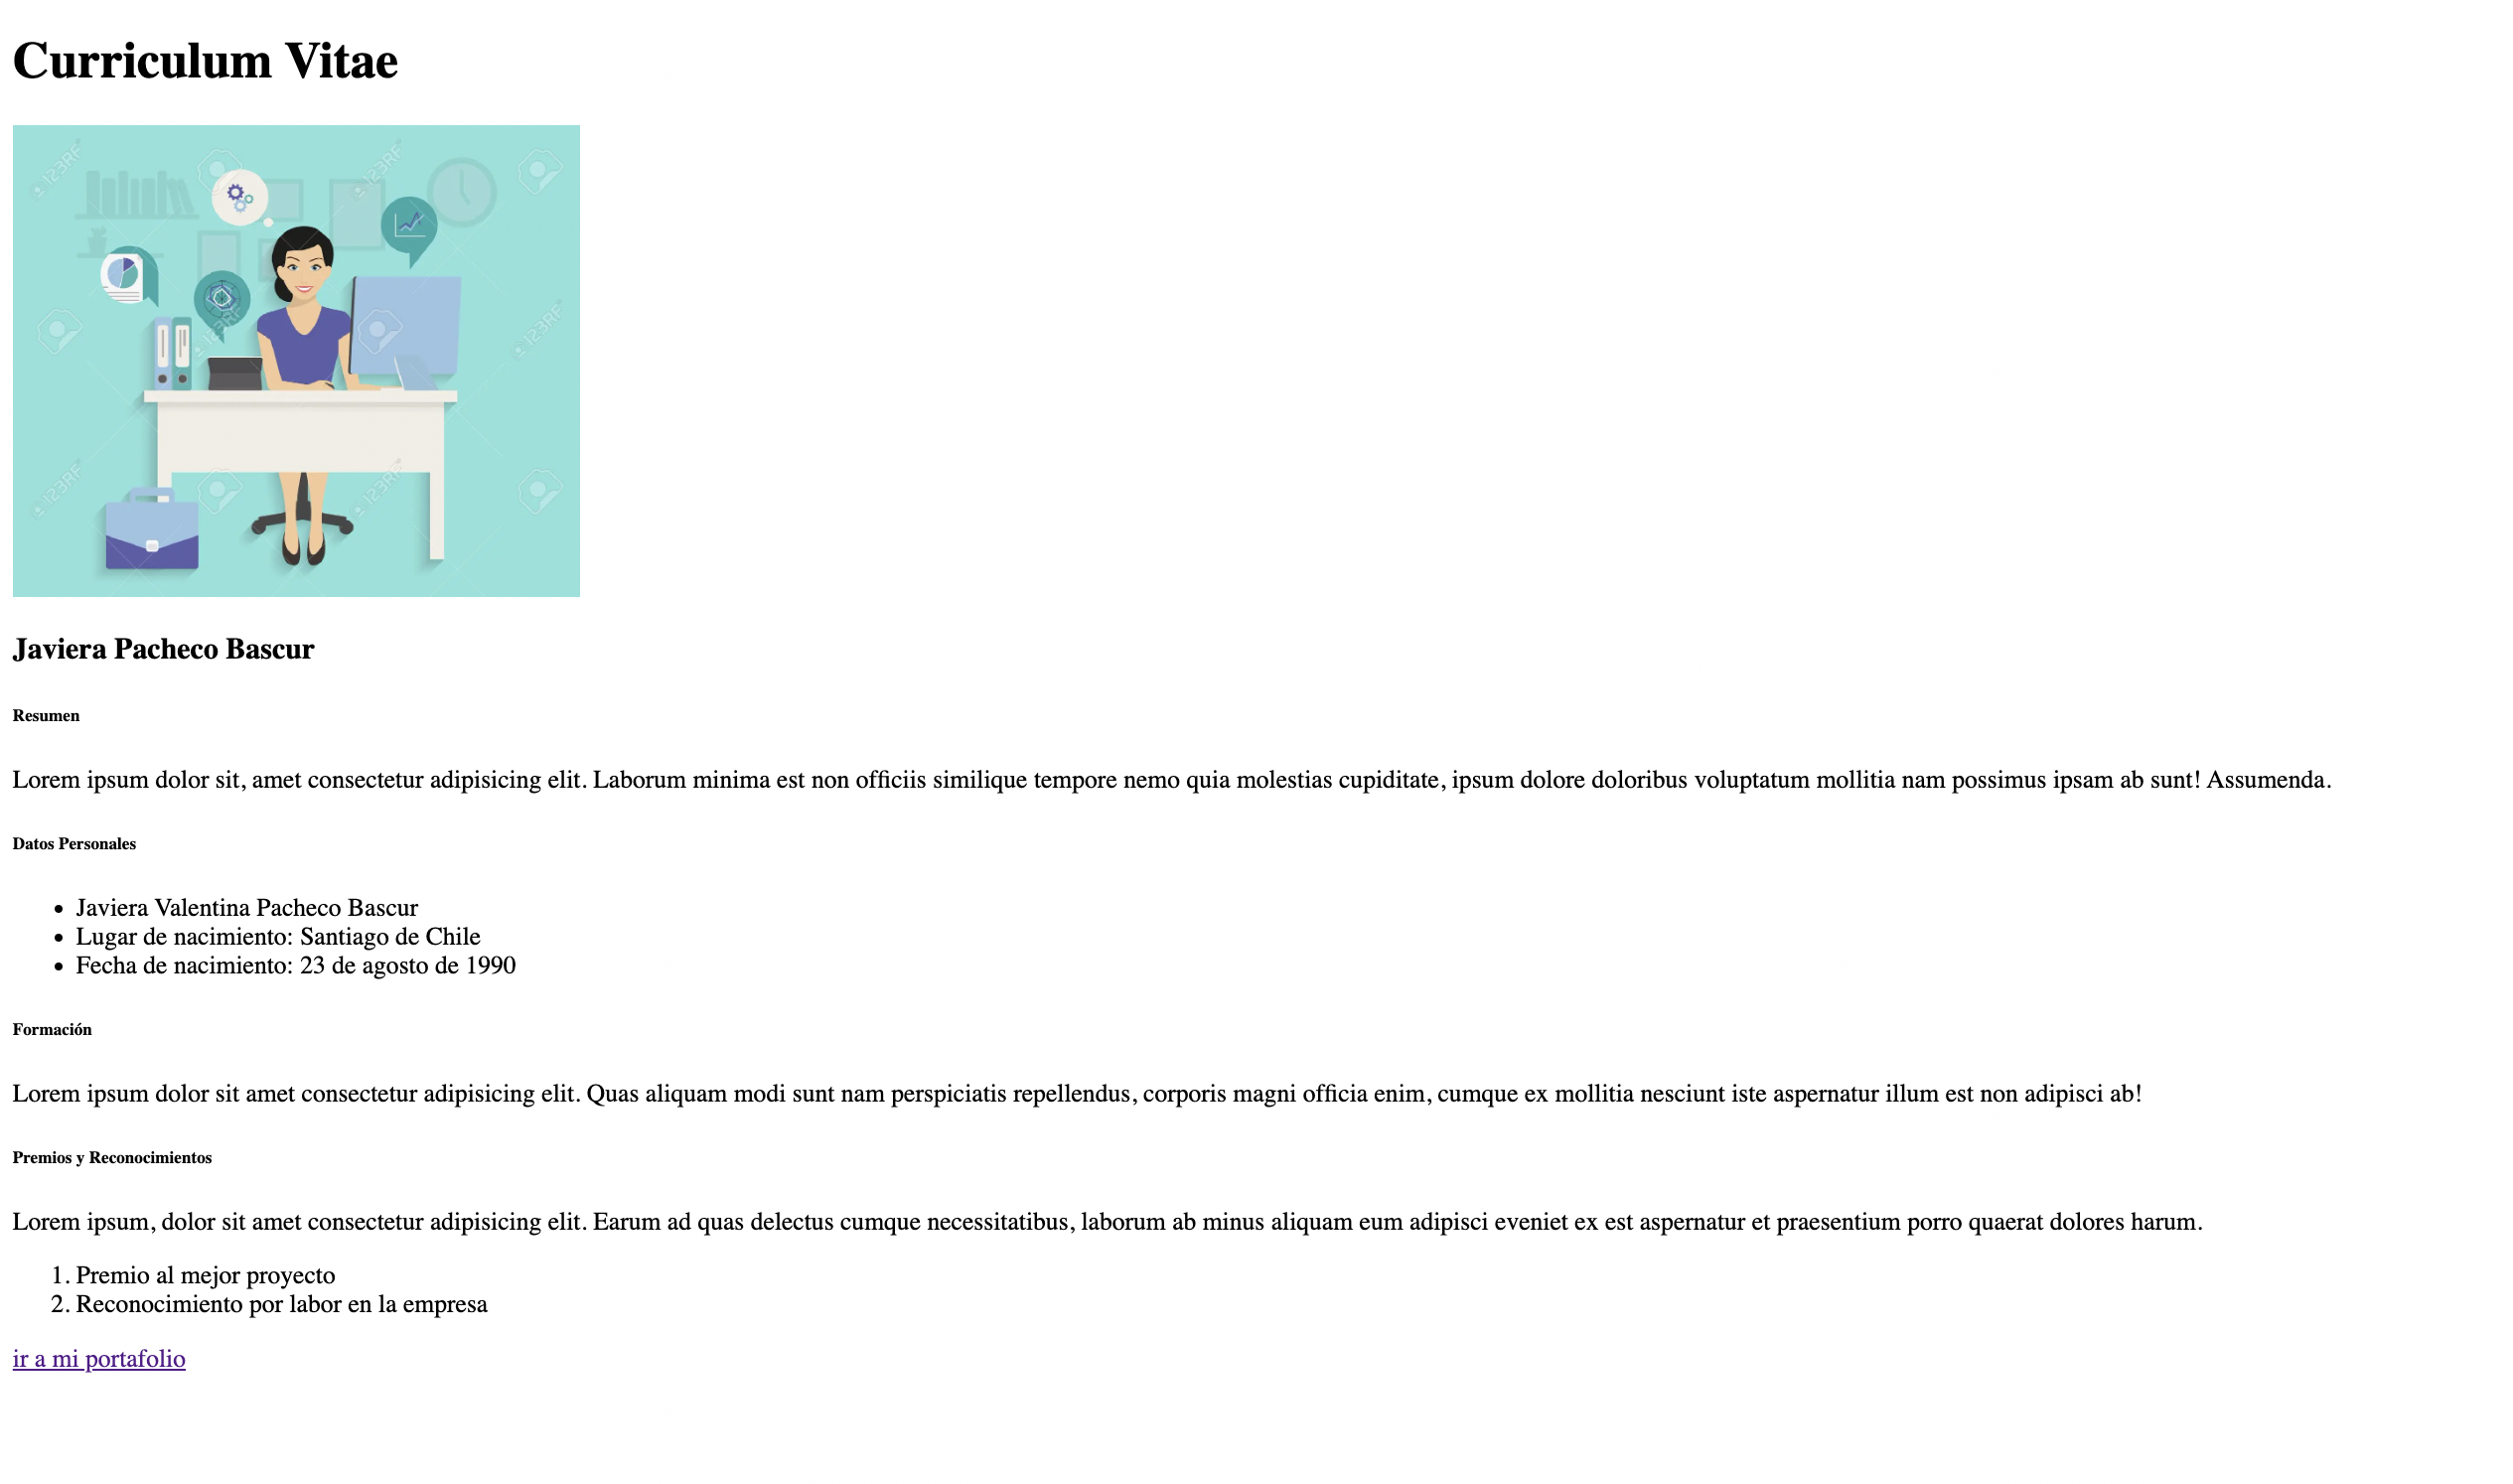 Curriculum Vitae
123RF
123RF
123RF
123RF
123RF
123RF
Javiera Pacheco Bascur
Resumen
Lorem ipsum dolor sit, amet consectetur adipisicing elit. Laborum minima est non officiis similique tempore nemo quia molestias cupiditate, ipsum dolore doloribus voluptatum mollitia nam possimus ipsam ab sunt! Assumenda.
Datos Personales
• Javiera Valentina Pacheco Bascur
• Lugar de nacimiento: Santiago de Chile
• Fecha de nacimiento: 23 de agosto de 1990
Formación
Lorem ipsum dolor sit amet consectetur adipisicing elit. Quas aliquam modi sunt nam perspiciatis repellendus, corporis magni officia enim, cumque ex mollitia nesciunt iste aspernatur illum est non adipisci ab!
Premios y Reconocimientos
Lorem ipsum, dolor sit amet consectetur adipisicing elit. Earum ad quas delectus cumque necessitatibus, laborum ab minus aliquam eum adipisci eveniet ex est aspernatur et praesentium porro quaerat dolores harum.
1. Premio al mejor proyecto
2. Reconocimiento por labor en la empresa
ir a mi portafolio